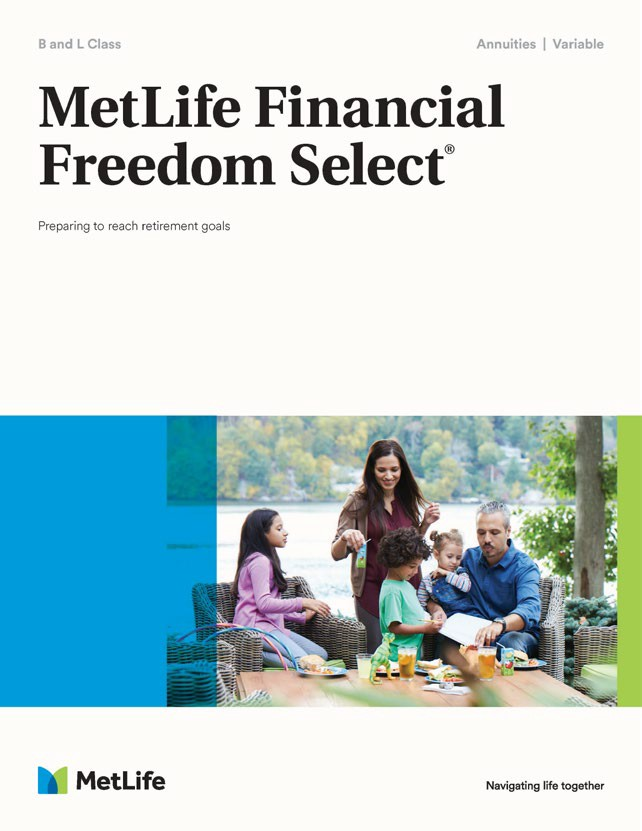 B and L Class
Annuities | Variable
MetLife Financial
Freedom Select®
Preparing to reach retirement goals
MetLife
Navigating life together